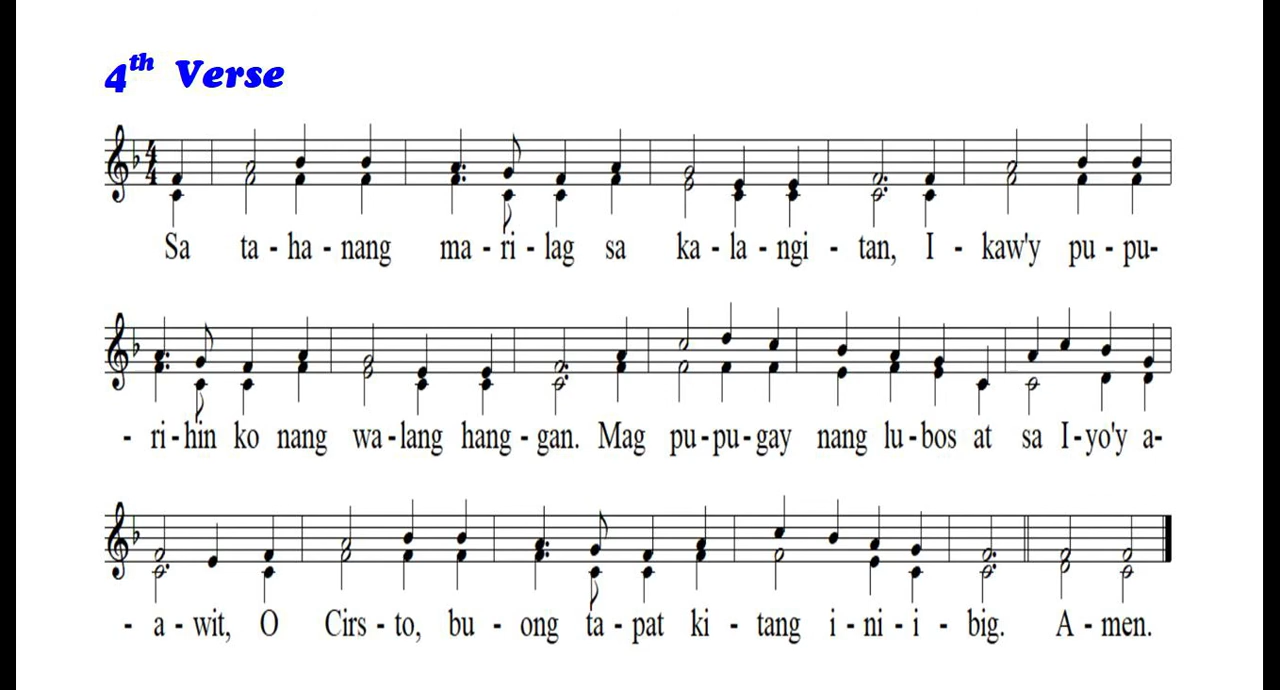 4th Verse
Sa ta - ha - nang ma - ri - lag sa ka - la - ngi - tan, I - kaw'y pu - pu-
- ri - hin ko nang wa - lang hang - gan. Mag pu - pu - gay nang lu - bos at sa I - yo'y a-
- a - wit, O Cirs - to, bu - ong ta - pat ki - tang i - ni - i - big. A - men.